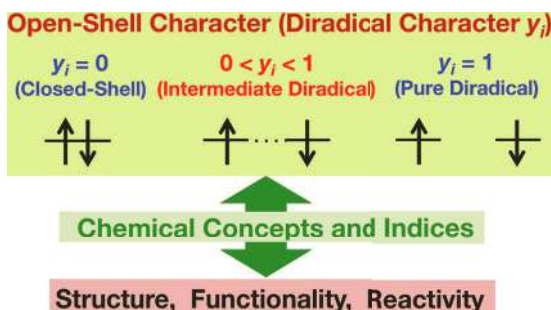 Open-Shell Character (Diradical Character yᵢ)
yᵢ = 0 0 < yᵢ < 1 yᵢ = 1
(Closed-Shell) (Intermediate Diradical) (Pure Diradical)
Chemical Concepts and Indices
Structure, Functionality, Reactivity